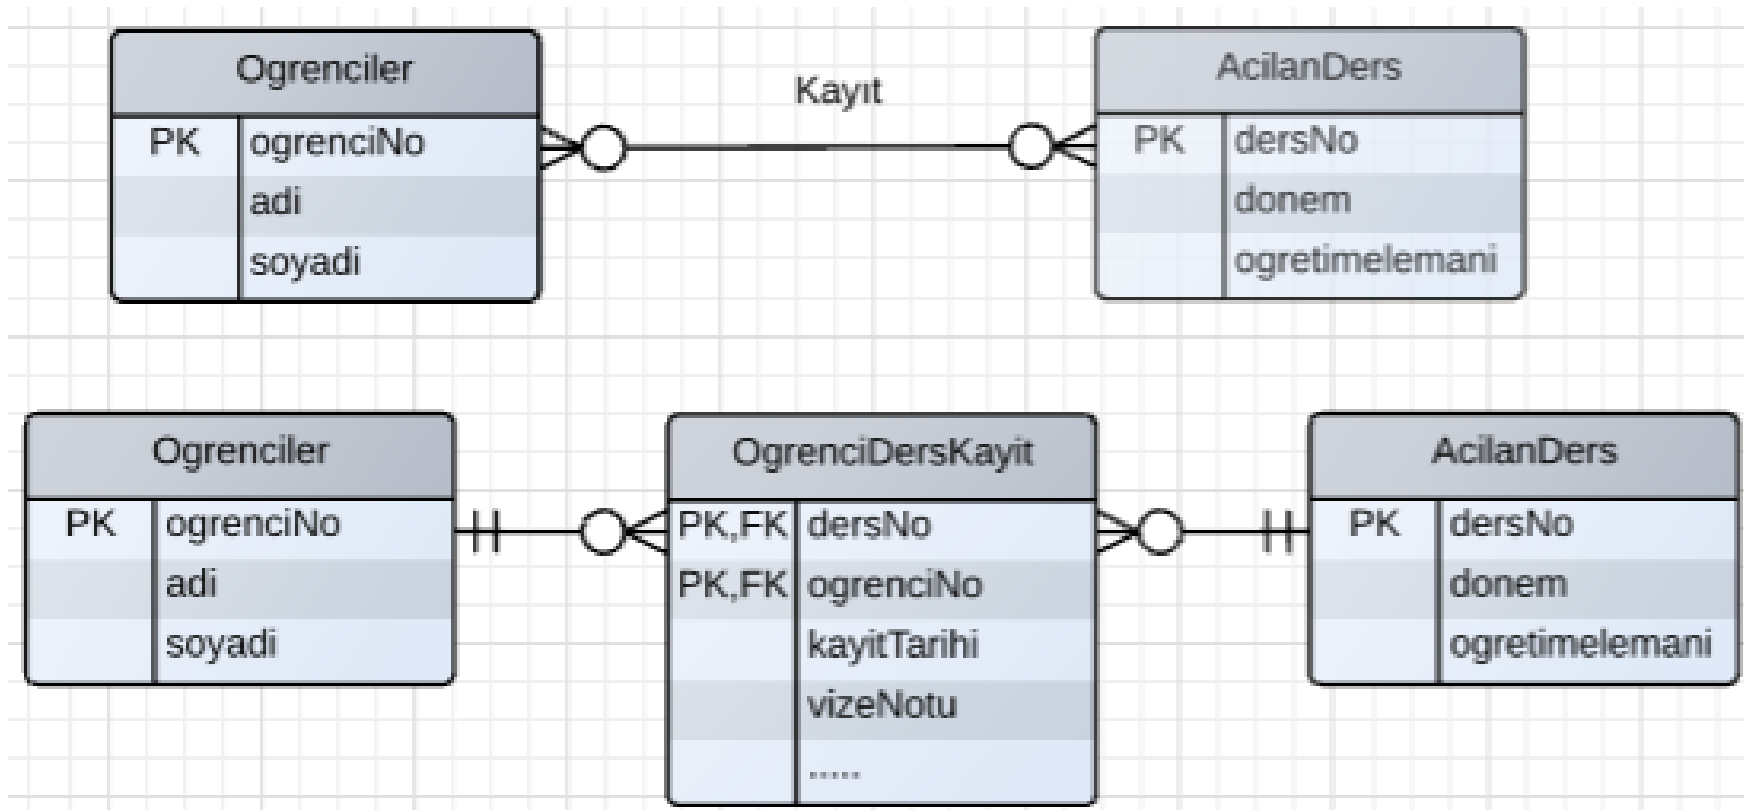 Ogrenciler
PK ogrenciNo
adi
soyadi
Kayıt
AcilanDers
PK dersNo
donem
ogretimelemani
Ogrenciler
PK ogrenciNo
adi
soyadi
OgrenciDersKayit
PK,FK dersNo
PK,FK ogrenciNo
kayitTarihi
vizeNotu
.....
AcilanDers
PK dersNo
donem
ogretimelemani